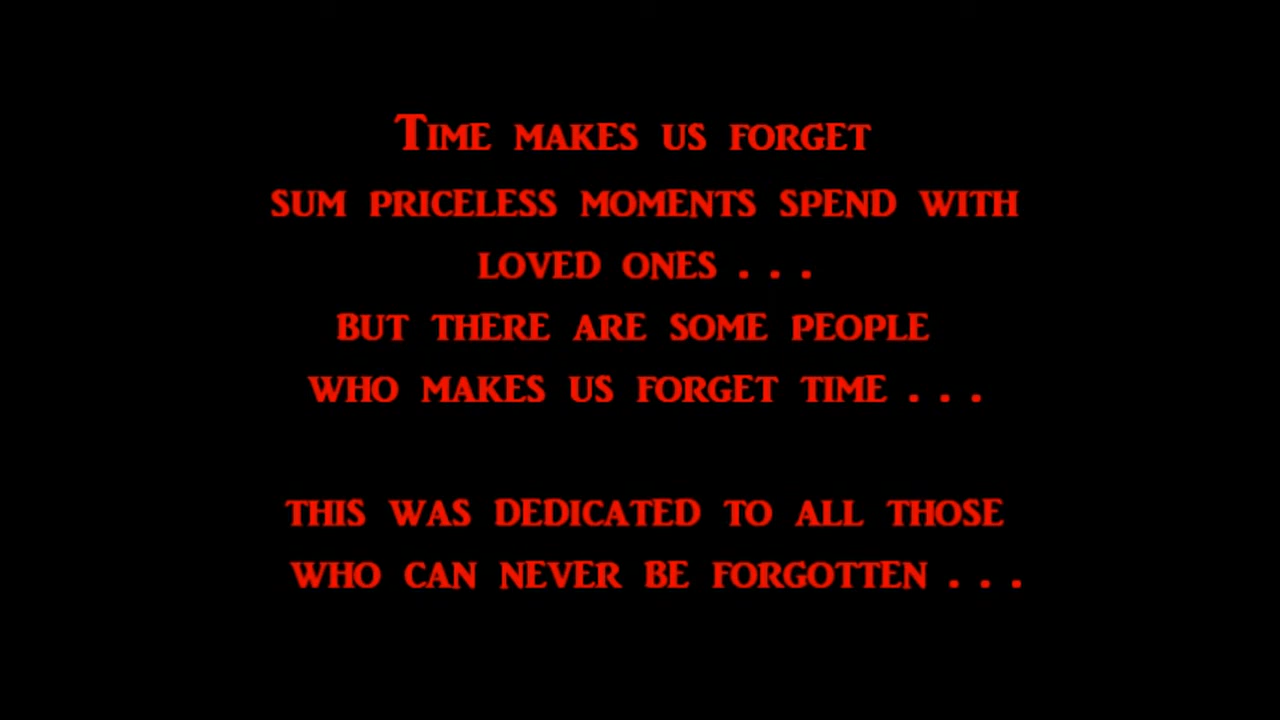 Time makes us forget
sum priceless moments spend with
loved ones . . .
but there are some people
who makes us forget time . . .
this was dedicated to all those
who can never be forgotten . . .